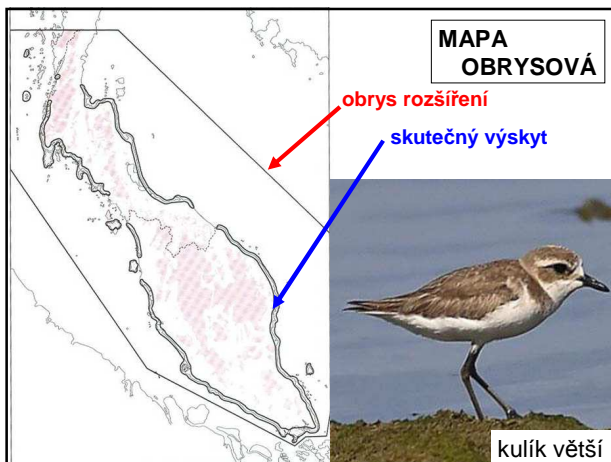 MAPA
OBRYSOVÁ
obrys rozšíření
skutečný výskyt
kulík větší